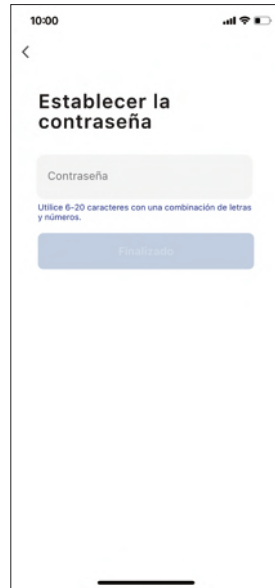 10:00
Establecer la
contraseña
Contraseña
Utilice 6-20 caracteres con una combinación de letras
y números.
Finalizado